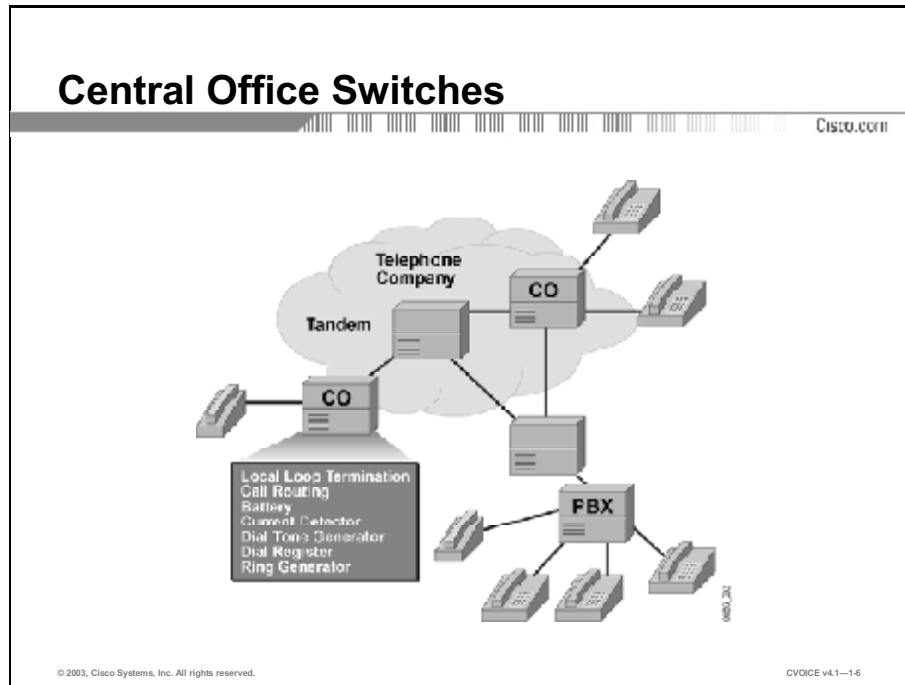 Central Office Switches
Cisco.com
Telephone
Company
CO
Tandem
CO
Local Loop Termination
Call Routing
Battery
Current Detector
Dial Tone Generator
Dial Register
Ring Generator
PBX
© 2003, Cisco Systems, Inc. All rights reserved.
CVOICE v4.1—1-6